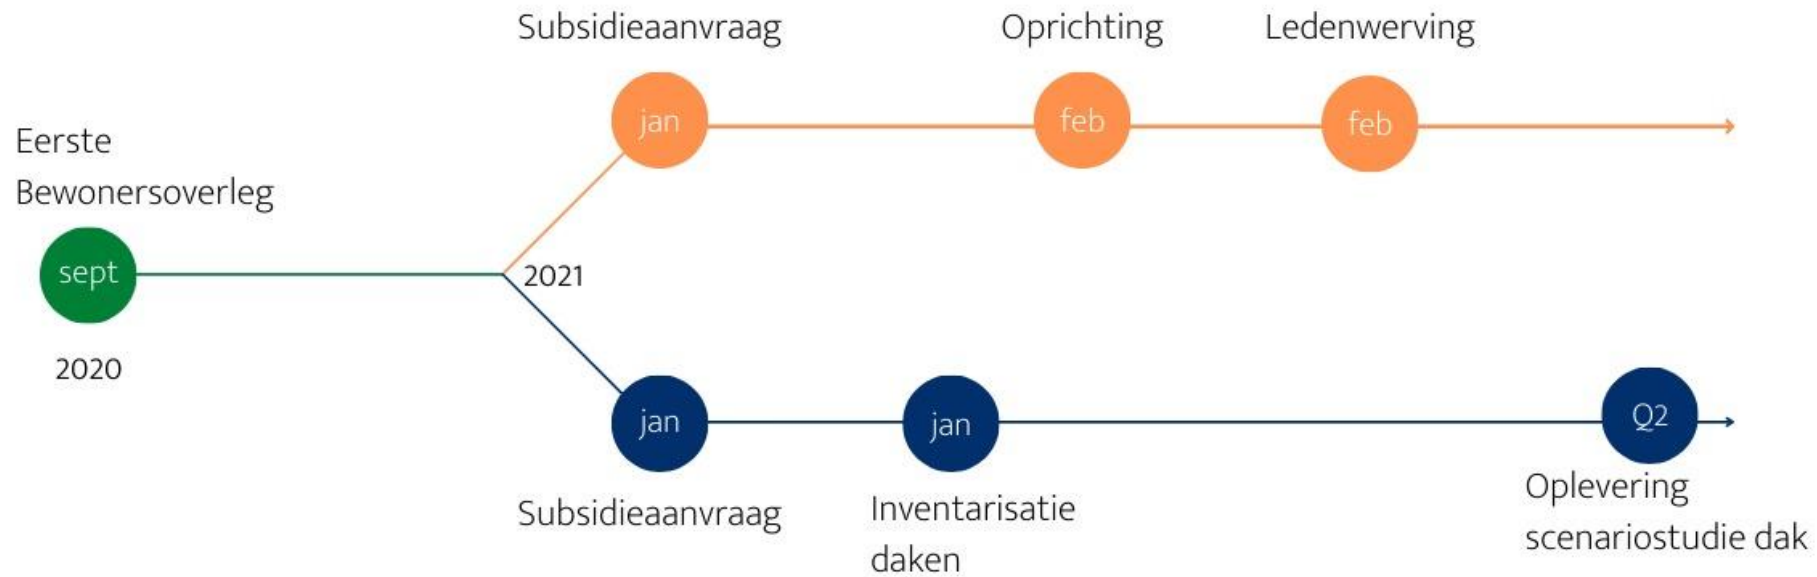 Subsidieaanvraag
Oprichting
Ledenwerving
jan
feb
feb
Eerste
Bewonersoverleg
sept
2021
2020
jan
jan
Q2
Subsidieaanvraag
Inventarisatie
daken
Oplevering
scenariostudie dak